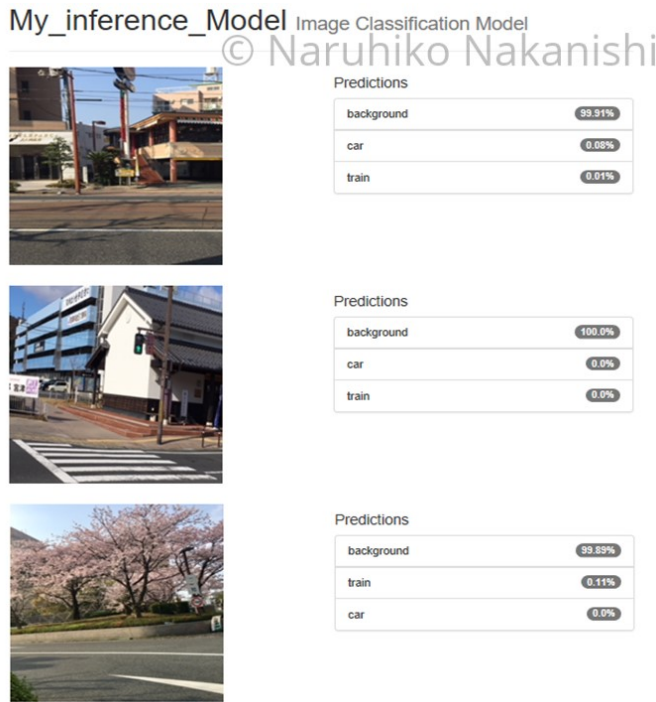 My_inference_Model Image Classification Model
© Naruhiko Nakanishi
Predictions
background 99.91%
car 0.08%
train 0.01%
Predictions
background 100.0%
car 0.0%
train 0.0%
Predictions
background 99.89%
train 0.11%
car 0.0%